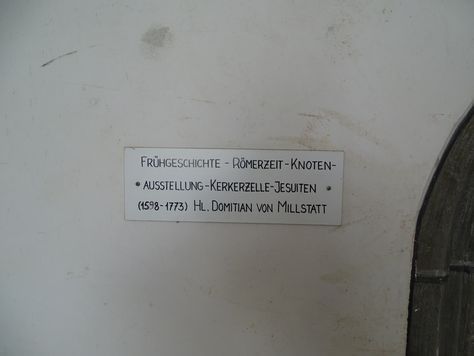 FRÜHGESCHICHTE - RÖMERZEIT - KNOTEN-
AUSSTELLUNG - KERKERZELLE - JESUITEN
(1598-1773) HL. DOMITIAN VON MILLSTATT